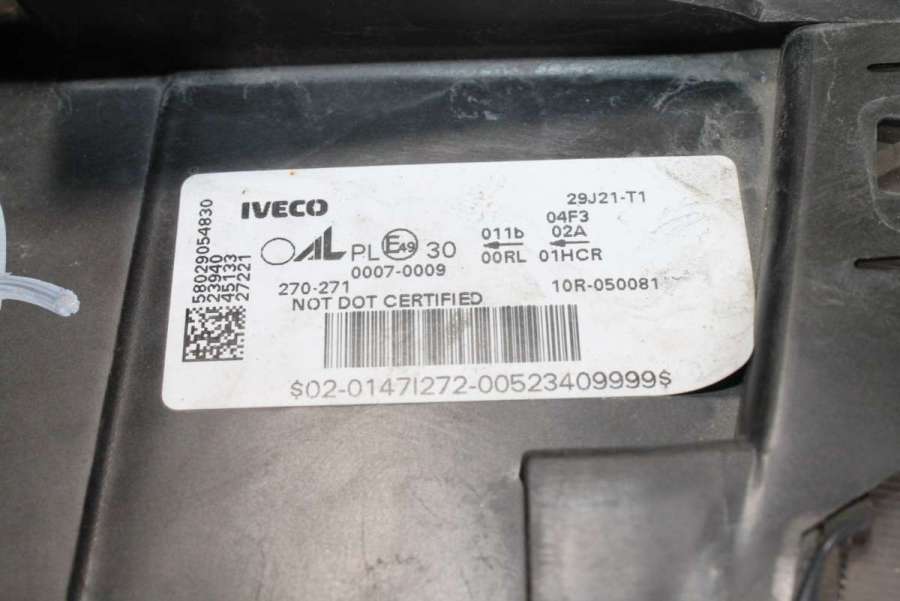 58029054830
23940
45133
27221
IVECO
29J21-T1
04F3
AL PL E49 30
011b 02A
00RL 01HCR
0007-0009
270-271
10R-050081
NOT DOT CERTIFIED
$02-0147I272-00523409999$